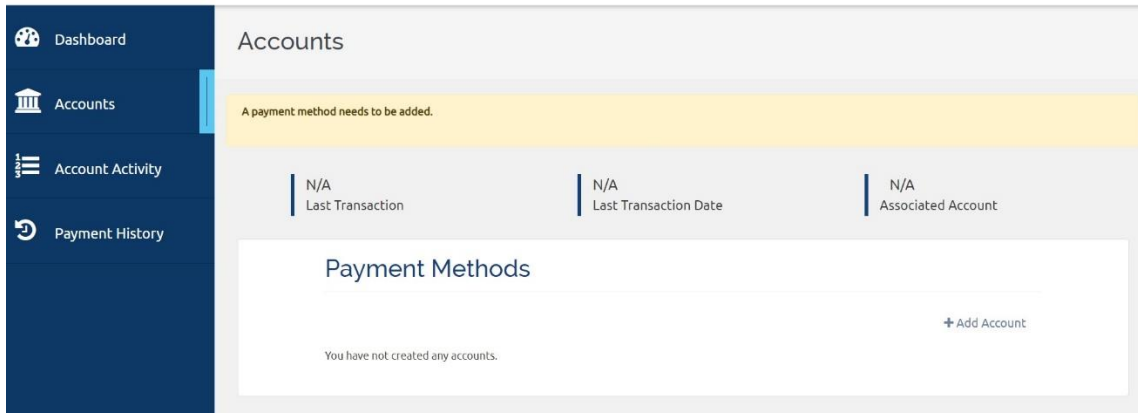 Dashboard
Accounts
Account Activity
Payment History
Accounts
A payment method needs to be added.
N/A
Last Transaction
N/A
Last Transaction Date
N/A
Associated Account
Payment Methods
+ Add Account
You have not created any accounts.